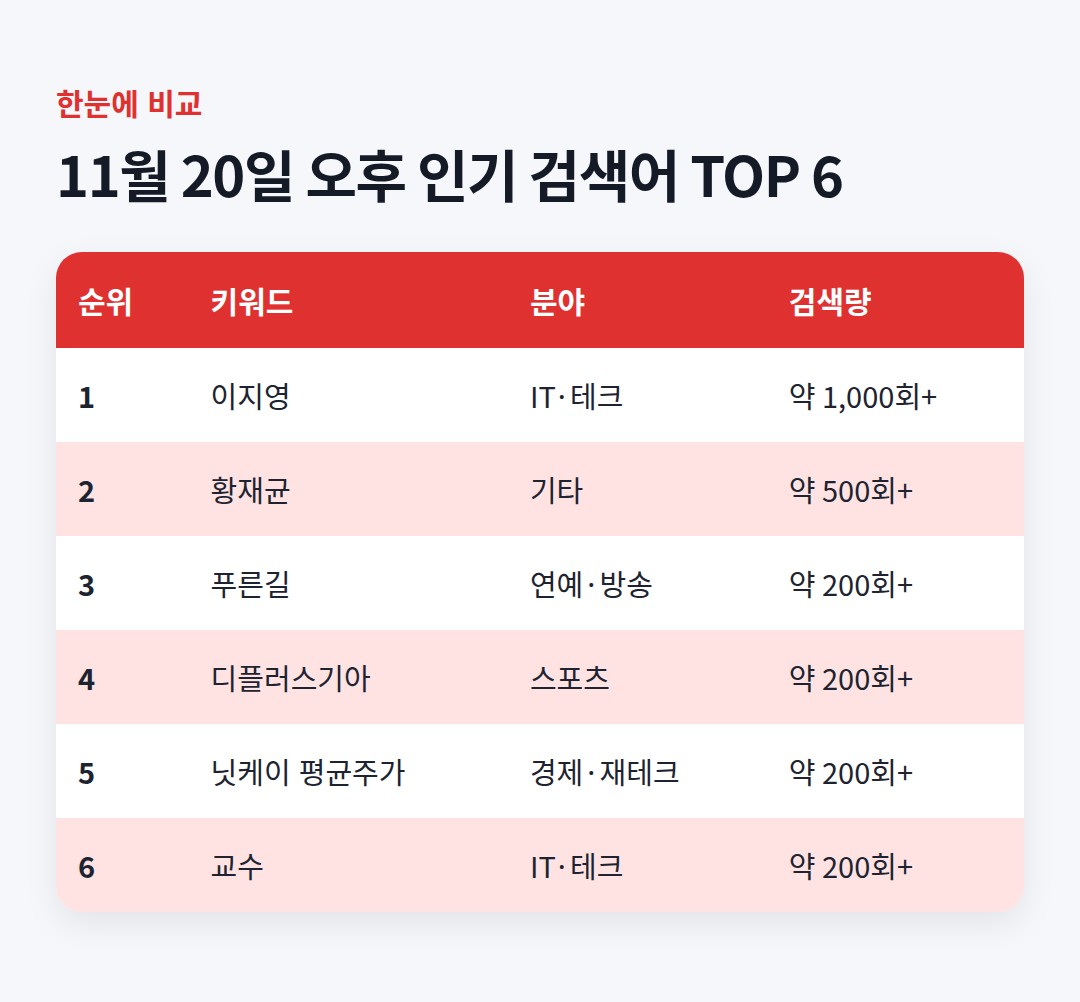 한눈에 비교
11월 20일 오후 인기 검색어 TOP 6
순위 키워드 분야 검색량
1 이지영 IT·테크 약 1,000회+
2 황재균 기타 약 500회+
3 푸른길 연예·방송 약 200회+
4 디플러스기아 스포츠 약 200회+
5 닛케이 평균주가 경제·재테크 약 200회+
6 교수 IT·테크 약 200회+